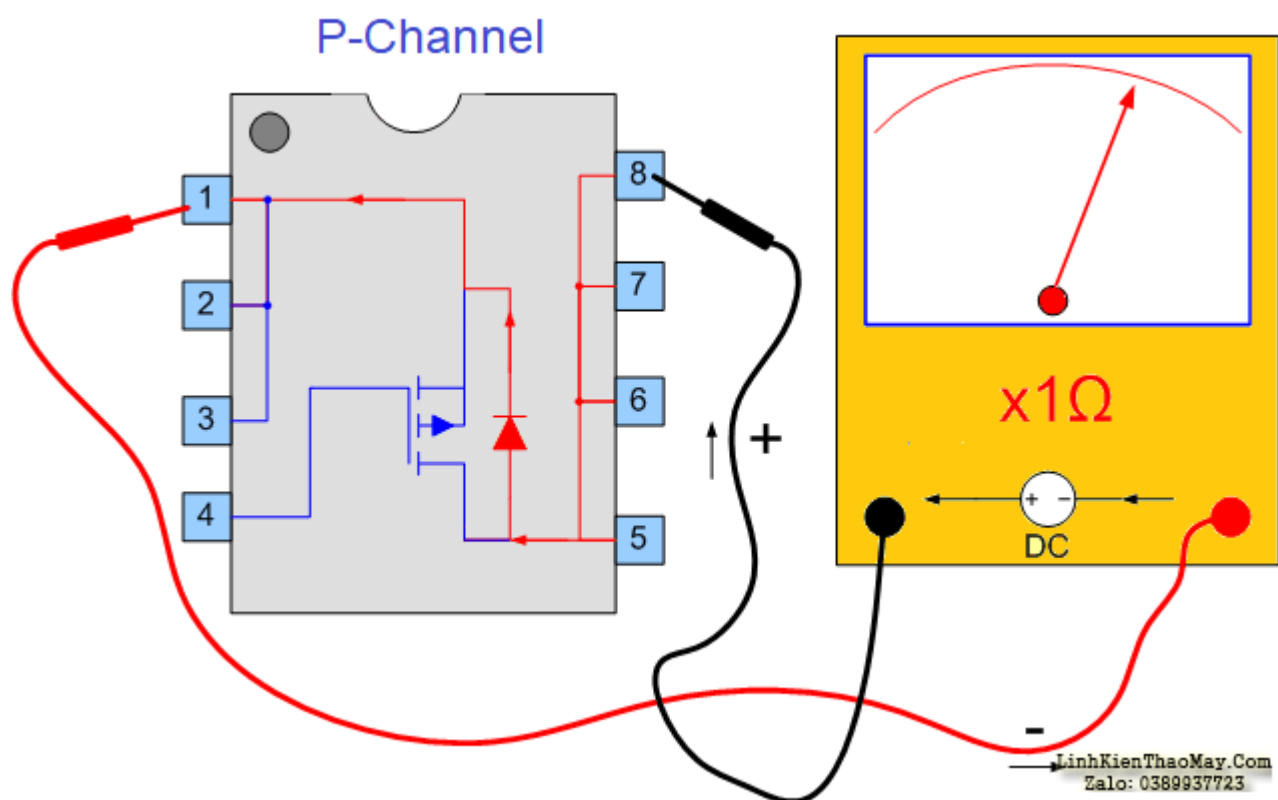 P-Channel
1
2
3
4
8
7
6
5
+
x1Ω
+ −
DC
-
LinhKienThaoMay.Com
Zalo: 0389937723